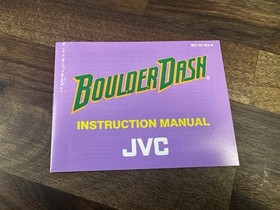 BOULDER DASH
INSTRUCTION MANUAL
JVC